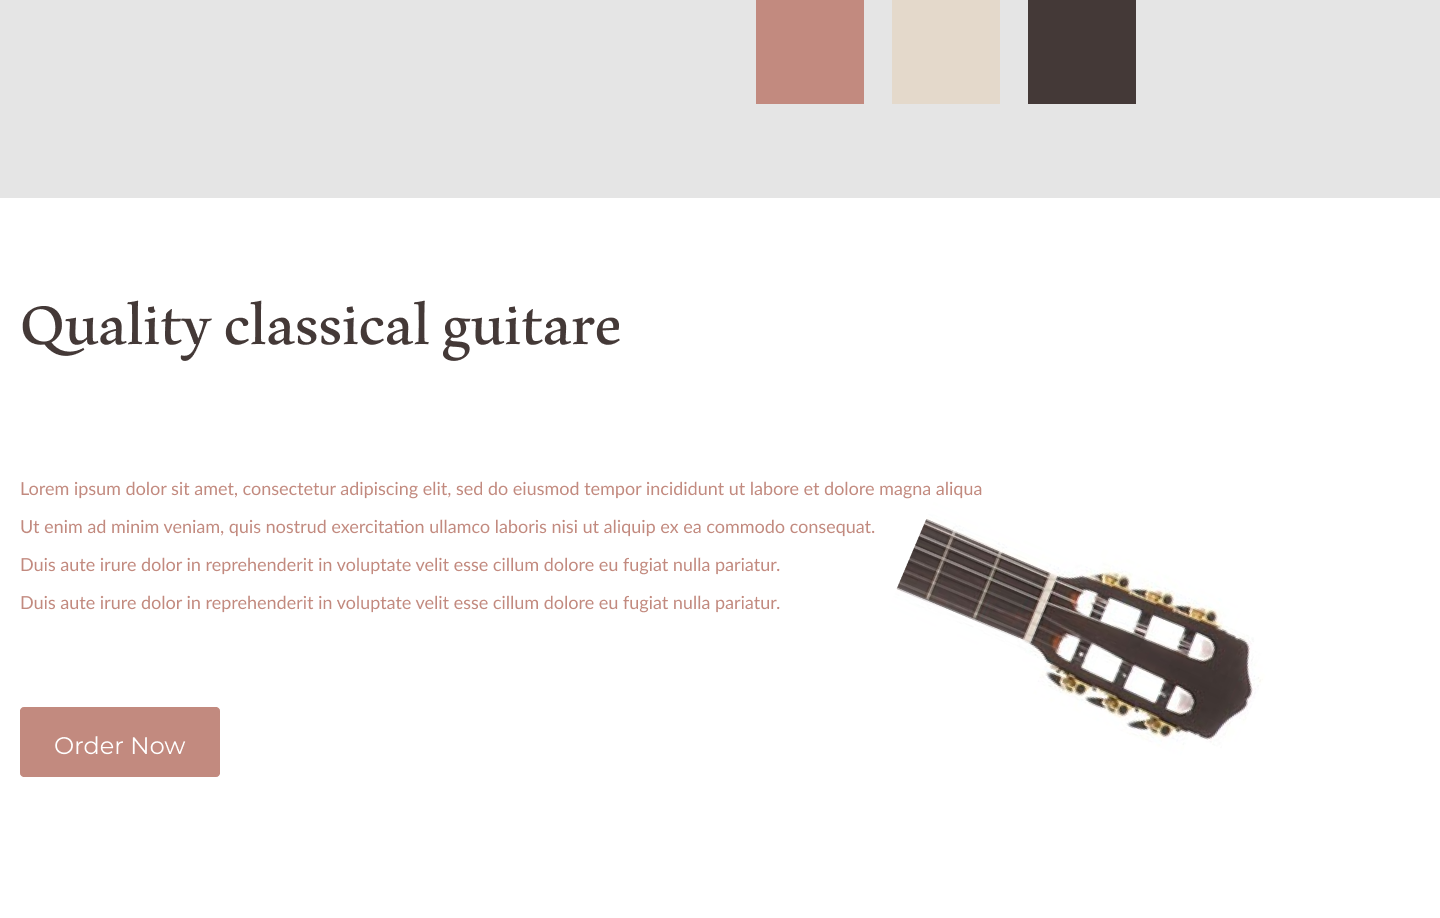 Quality classical guitare
Lorem ipsum dolor sit amet, consectetur adipiscing elit, sed do eiusmod tempor incididunt ut labore et dolore magna aliqua
Ut enim ad minim veniam, quis nostrud exercitation ullamco laboris nisi ut aliquip ex ea commodo consequat.
Duis aute irure dolor in reprehenderit in voluptate velit esse cillum dolore eu fugiat nulla pariatur.
Duis aute irure dolor in reprehenderit in voluptate velit esse cillum dolore eu fugiat nulla pariatur.
Order Now